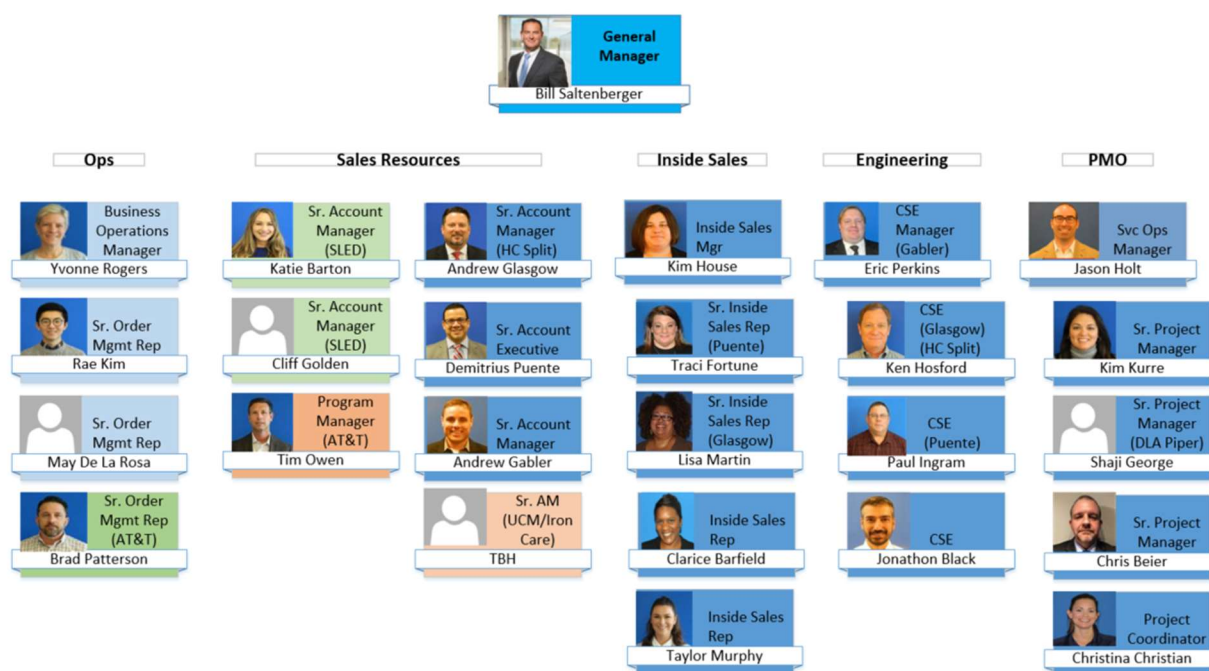 General
Manager
Bill Saltenberger
Ops
Sales Resources
Inside Sales
Engineering
PMO
Business
Operations
Manager
Yvonne Rogers
Sr. Order
Mgmt Rep
Rae Kim
Sr. Order
Mgmt Rep
May De La Rosa
Sr. Order
Mgmt Rep
(AT&T)
Brad Patterson
Sr. Account
Manager
(SLED)
Katie Barton
Sr. Account
Manager
(SLED)
Cliff Golden
Program
Manager
(AT&T)
Tim Owen
Sr. Account
Manager
(HC Split)
Andrew Glasgow
Sr. Account
Executive
Demitrius Puente
Sr. Account
Manager
Andrew Gabler
Sr. AM
(UCM/Iron
Care)
TBH
Inside Sales
Mgr
Kim House
Sr. Inside
Sales Rep
(Puente)
Traci Fortune
Sr. Inside
Sales Rep
(Glasgow)
Lisa Martin
Inside Sales
Rep
Clarice Barfield
Inside Sales
Rep
Taylor Murphy
CSE
Manager
(Gabler)
Eric Perkins
CSE
(Glasgow)
(HC Split)
Ken Hosford
CSE
(Puente)
Paul Ingram
CSE
Jonathon Black
Svc Ops
Manager
Jason Holt
Sr. Project
Manager
Kim Kurre
Sr. Project
Manager
(DLA Piper)
Shaji George
Sr. Project
Manager
Chris Beier
Project
Coordinator
Christina Christian